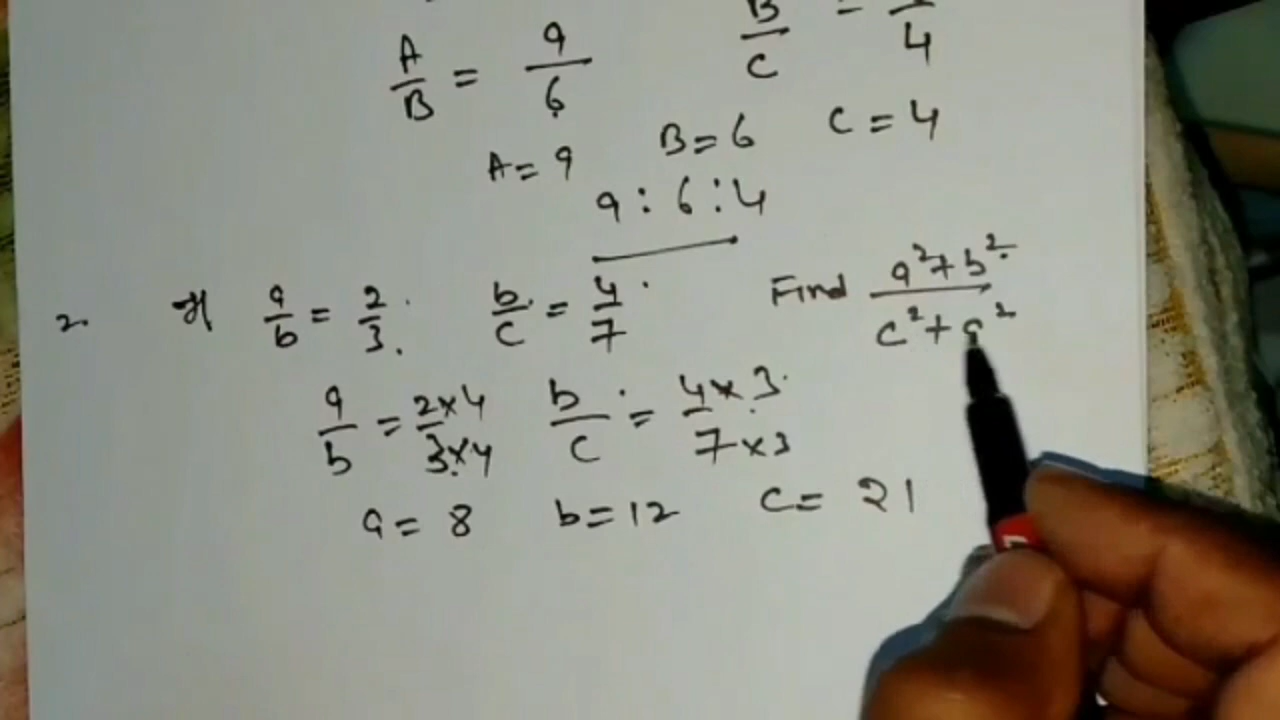 A/B = 9/6 B/C = /4
A=9 B=6 C=4
9:6:4
2. a/b = 2/3 b/c = 4/7 Find a²+b²/c²+a²
a/b = 2×4/3×4 b/c = 4×3/7×3
a=8 b=12 c=21